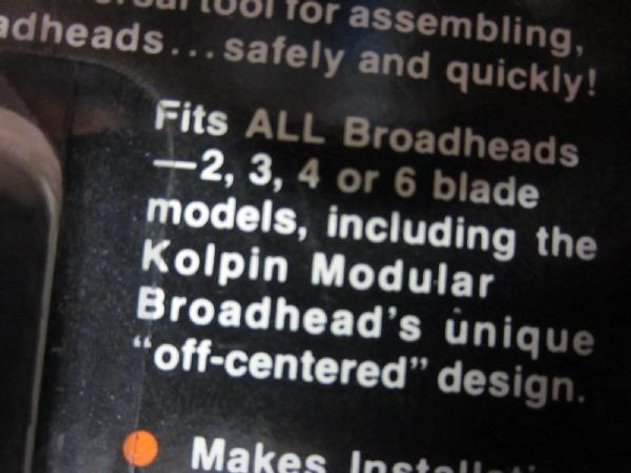 tool for assembling,
safely and quickly!
Fits ALL Broadheads
—2, 3, 4 or 6 blade
models, including the
Kolpin Modular
Broadhead's unique
“off-centered” design.
Makes